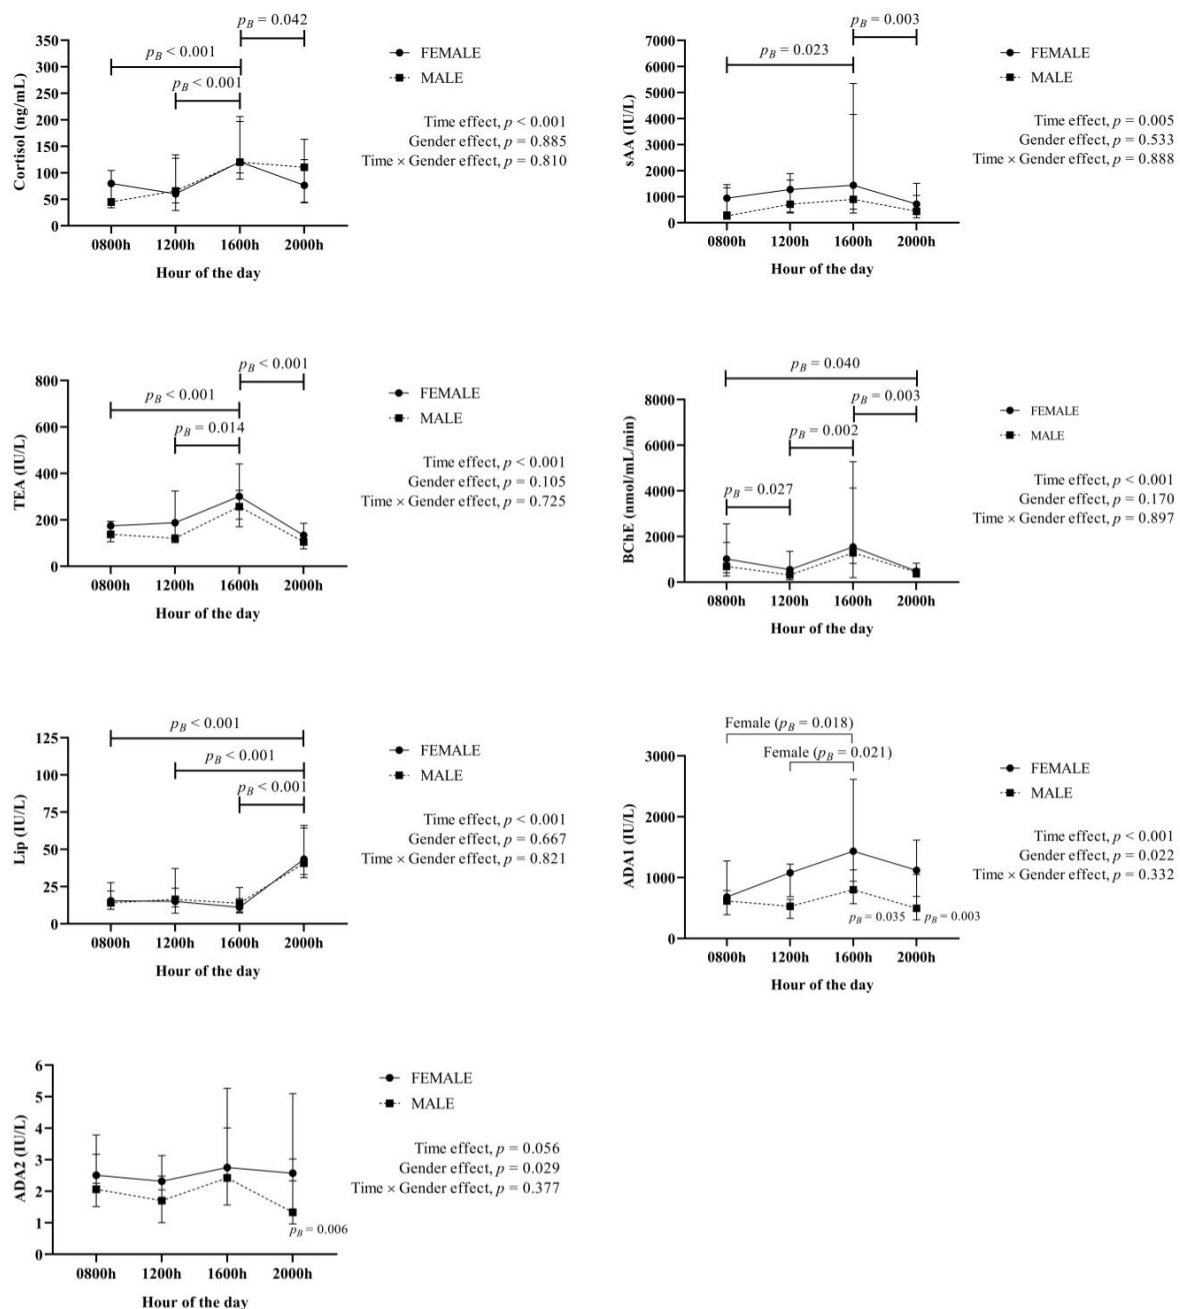 p_B = 0.042
p_B < 0.001
p_B < 0.001
Cortisol (ng/mL)
350
300
250
200
150
100
50
0
0800h 1200h 1600h 2000h
Hour of the day
FEMALE
MALE
Time effect, p < 0.001
Gender effect, p = 0.885
Time × Gender effect, p = 0.810
p_B = 0.003
p_B = 0.023
sAA (IU/L)
7000
6000
5000
4000
3000
2000
1000
0
0800h 1200h 1600h 2000h
Hour of the day
FEMALE
MALE
Time effect, p = 0.005
Gender effect, p = 0.533
Time × Gender effect, p = 0.888
p_B < 0.001
p_B < 0.001
p_B = 0.014
TEA (IU/L)
800
600
400
200
0
0800h 1200h 1600h 2000h
Hour of the day
FEMALE
MALE
Time effect, p < 0.001
Gender effect, p = 0.105
Time × Gender effect, p = 0.725
p_B = 0.040
p_B = 0.003
p_B = 0.002
p_B = 0.027
BChE (nmol/mL/min)
8000
6000
4000
2000
0
0800h 1200h 1600h 2000h
Hour of the day
FEMALE
MALE
Time effect, p < 0.001
Gender effect, p = 0.170
Time × Gender effect, p = 0.897
p_B < 0.001
p_B < 0.001
p_B < 0.001
Lip (IU/L)
125
100
75
50
25
0
0800h 1200h 1600h 2000h
Hour of the day
FEMALE
MALE
Time effect, p < 0.001
Gender effect, p = 0.667
Time × Gender effect, p = 0.821
Female (p_B = 0.018)
Female (p_B = 0.021)
ADA1 (IU/L)
3000
2000
1000
0
p_B = 0.035 p_B = 0.003
0800h 1200h 1600h 2000h
Hour of the day
FEMALE
MALE
Time effect, p < 0.001
Gender effect, p = 0.022
Time × Gender effect, p = 0.332
ADA2 (IU/L)
6
5
4
3
2
1
0
p_B = 0.006
0800h 1200h 1600h 2000h
Hour of the day
FEMALE
MALE
Time effect, p = 0.056
Gender effect, p = 0.029
Time × Gender effect, p = 0.377